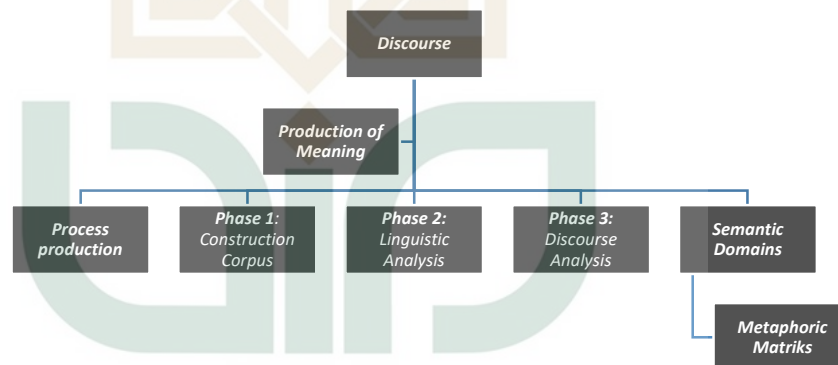 Discourse
Production of
Meaning
Process
production
Phase 1:
Construction
Corpus
Phase 2:
Linguistic
Analysis
Phase 3:
Discourse
Analysis
Semantic
Domains
Metaphoric
Matriks